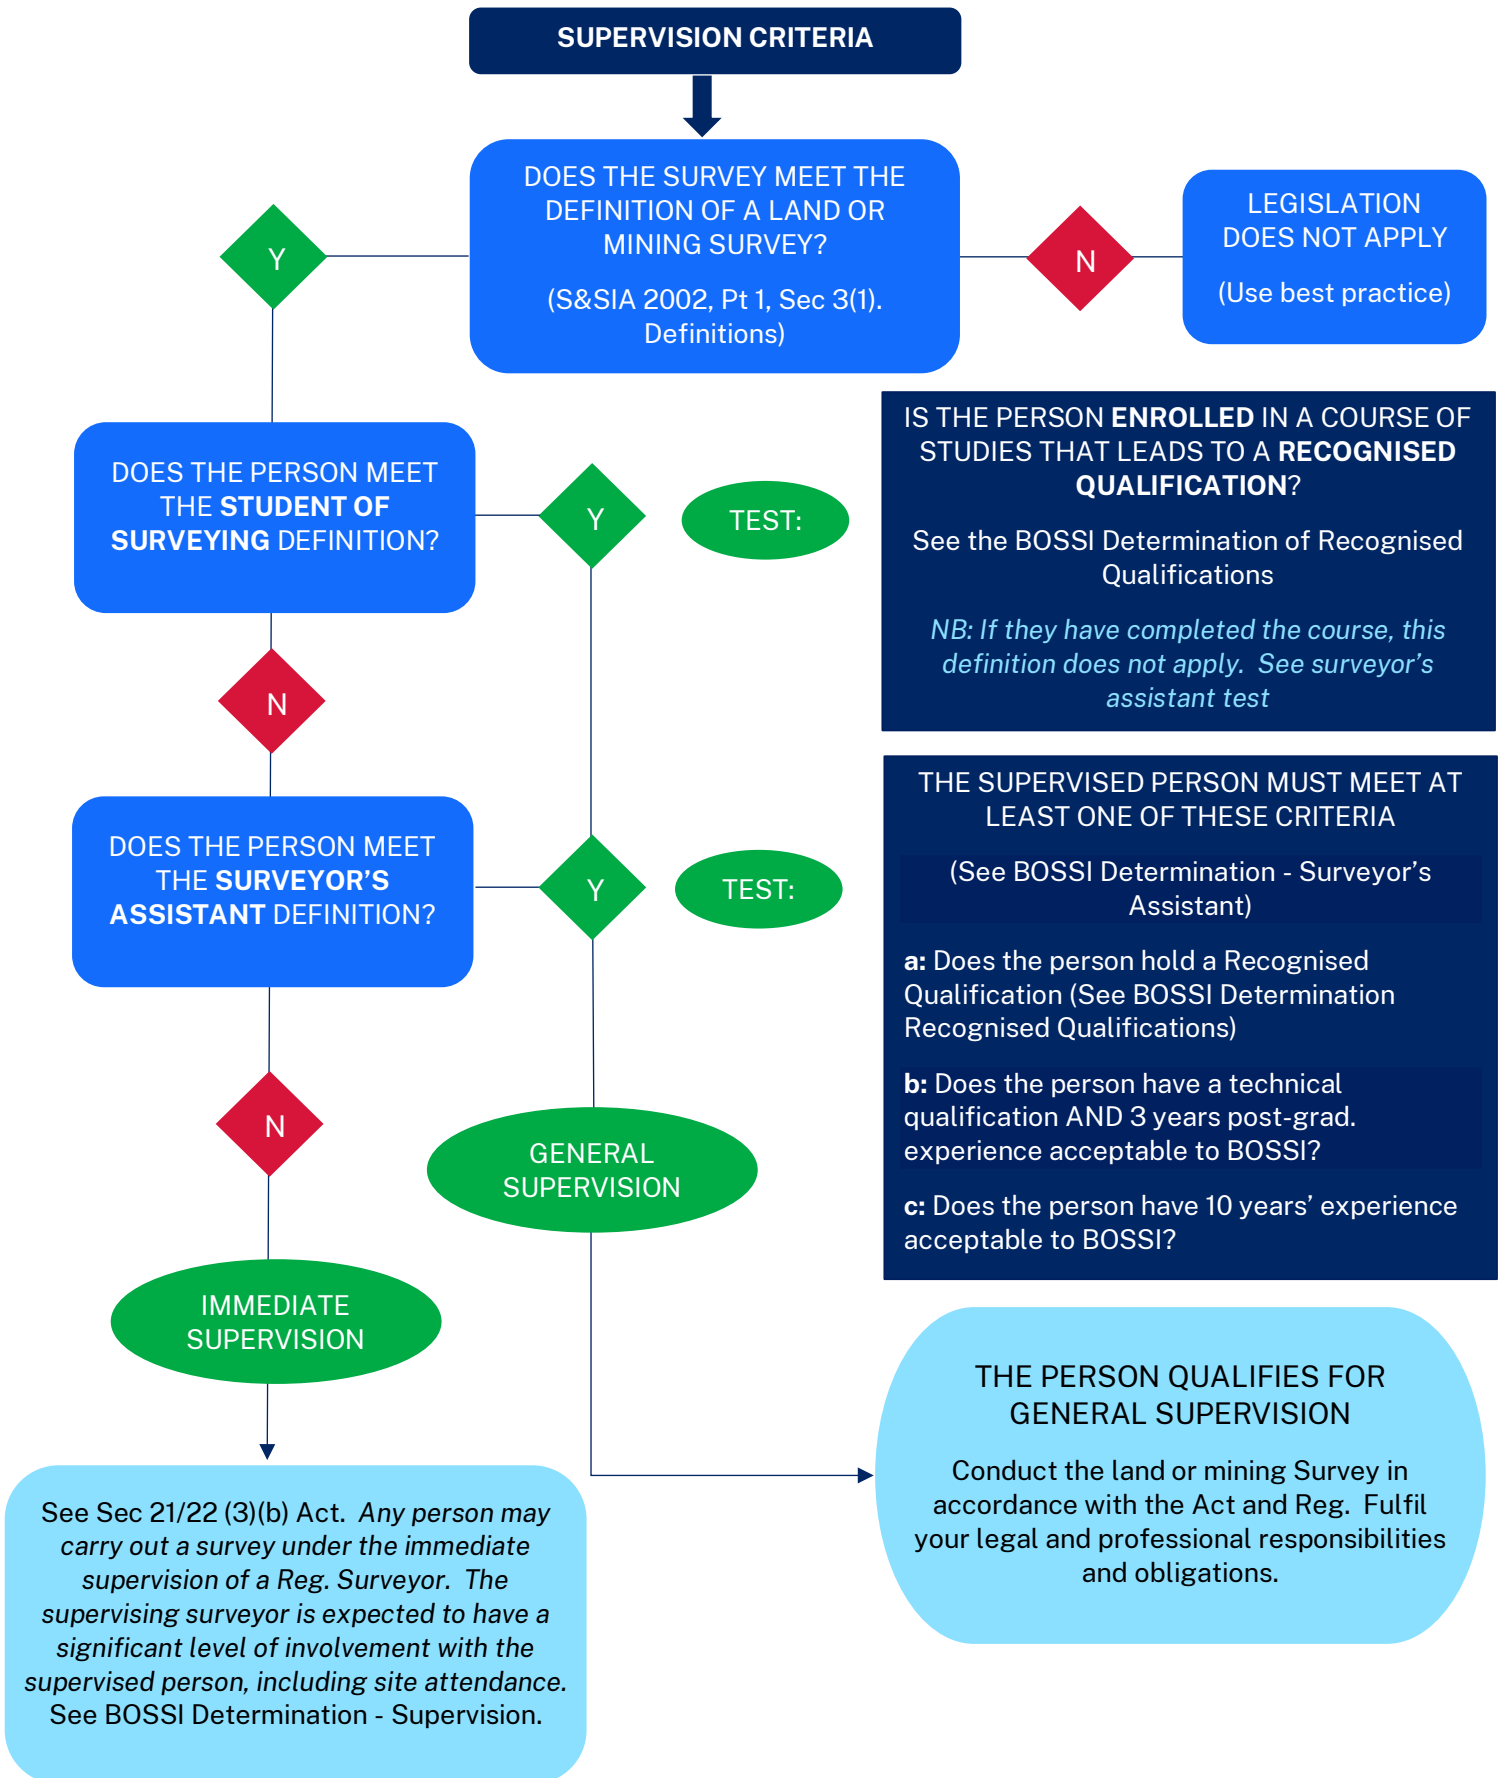 SUPERVISION CRITERIA
DOES THE SURVEY MEET THE
DEFINITION OF A LAND OR
MINING SURVEY?
(S&SIA 2002, Pt 1, Sec 3(1).
Definitions)
Y
N
LEGISLATION
DOES NOT APPLY
(Use best practice)
DOES THE PERSON MEET
THE STUDENT OF
SURVEYING DEFINITION?
Y
TEST:
IS THE PERSON ENROLLED IN A COURSE OF
STUDIES THAT LEADS TO A RECOGNISED
QUALIFICATION?
See the BOSSI Determination of Recognised
Qualifications
NB: If they have completed the course, this
definition does not apply.  See surveyor's
assistant test
N
DOES THE PERSON MEET
THE SURVEYOR'S
ASSISTANT DEFINITION?
Y
TEST:
THE SUPERVISED PERSON MUST MEET AT
LEAST ONE OF THESE CRITERIA
(See BOSSI Determination - Surveyor's
Assistant)
a: Does the person hold a Recognised
Qualification (See BOSSI Determination
Recognised Qualifications)
b: Does the person have a technical
qualification AND 3 years post-grad.
experience acceptable to BOSSI?
c: Does the person have 10 years' experience
acceptable to BOSSI?
N
GENERAL
SUPERVISION
IMMEDIATE
SUPERVISION
THE PERSON QUALIFIES FOR
GENERAL SUPERVISION
Conduct the land or mining Survey in
accordance with the Act and Reg.  Fulfil
your legal and professional responsibilities
and obligations.
See Sec 21/22 (3)(b) Act.  Any person may
carry out a survey under the immediate
supervision of a Reg. Surveyor.  The
supervising surveyor is expected to have a
significant level of involvement with the
supervised person, including site attendance.
See BOSSI Determination - Supervision.